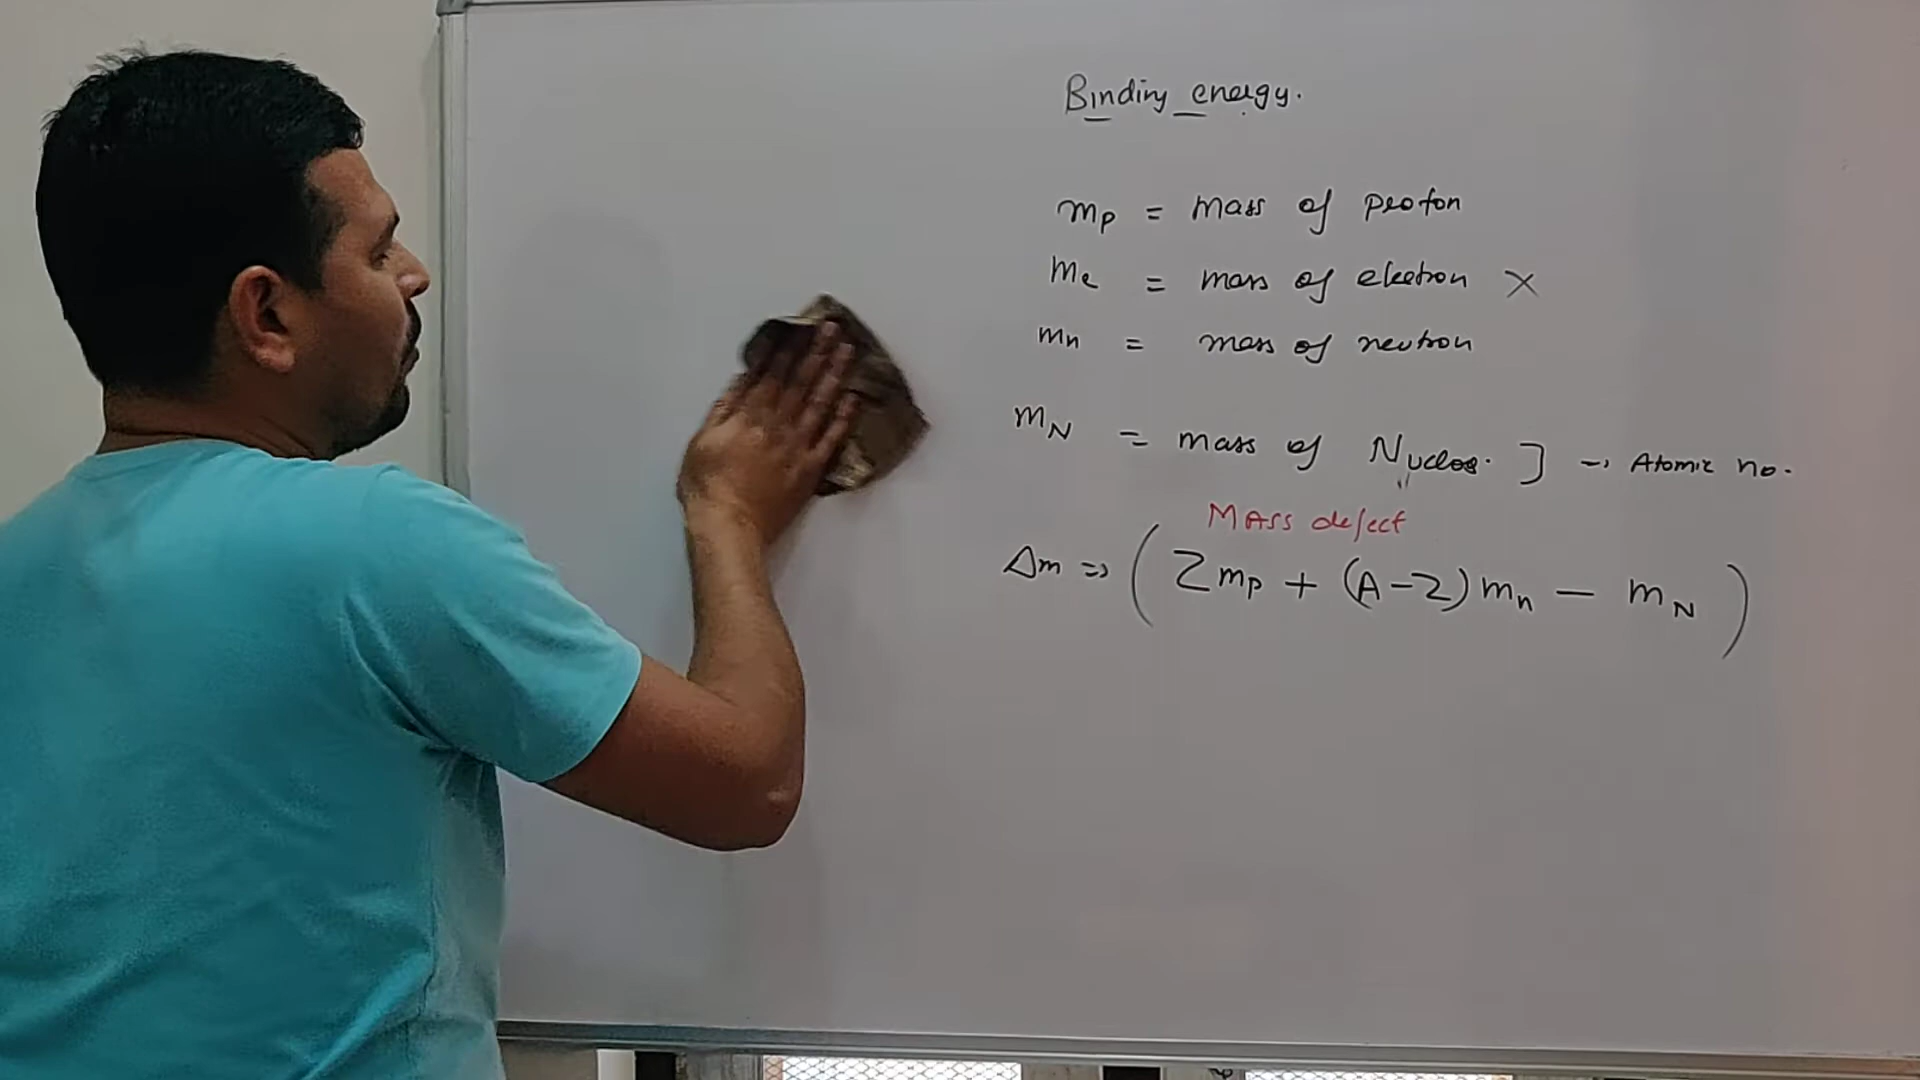 Binding energy.
mp = mass of proton
me = mass of electron ×
mn = mass of neutron
mN = mass of Nucleos. ] → Atomic no.
MAss defect
Δm => ( Zmp + (A-Z)mn - mN )